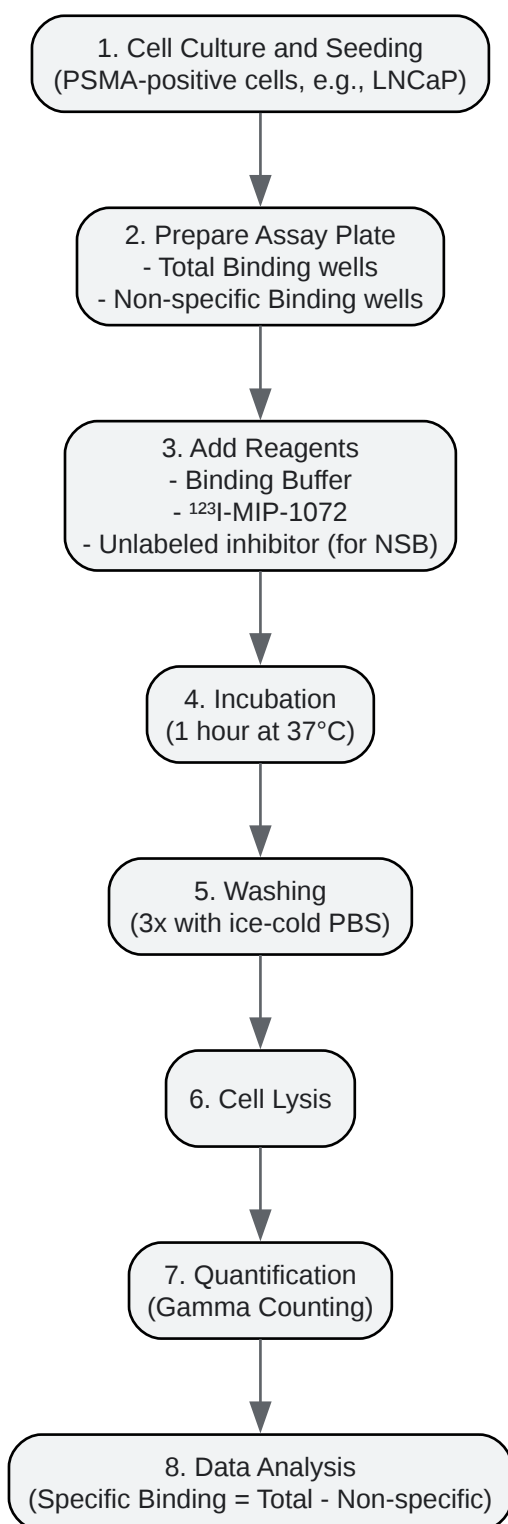 1. Cell Culture and Seeding
(PSMA-positive cells, e.g., LNCaP)
2. Prepare Assay Plate
- Total Binding wells
- Non-specific Binding wells
3. Add Reagents
- Binding Buffer
- ¹²³I-MIP-1072
- Unlabeled inhibitor (for NSB)
4. Incubation
(1 hour at 37°C)
5. Washing
(3x with ice-cold PBS)
6. Cell Lysis
7. Quantification
(Gamma Counting)
8. Data Analysis
(Specific Binding = Total - Non-specific)